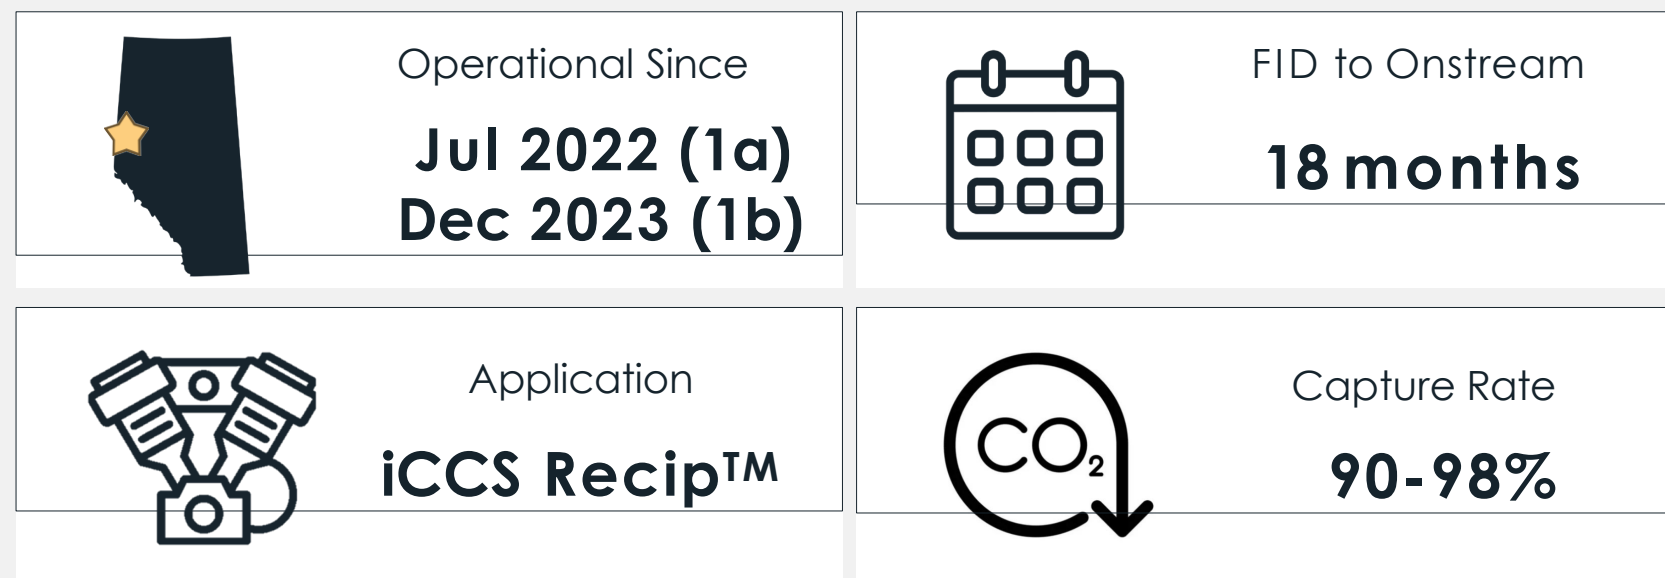 Operational Since
Jul 2022 (1a)
Dec 2023 (1b)
FID to Onstream
18 months
Application
iCCS Recip™
CO₂
Capture Rate
90-98%